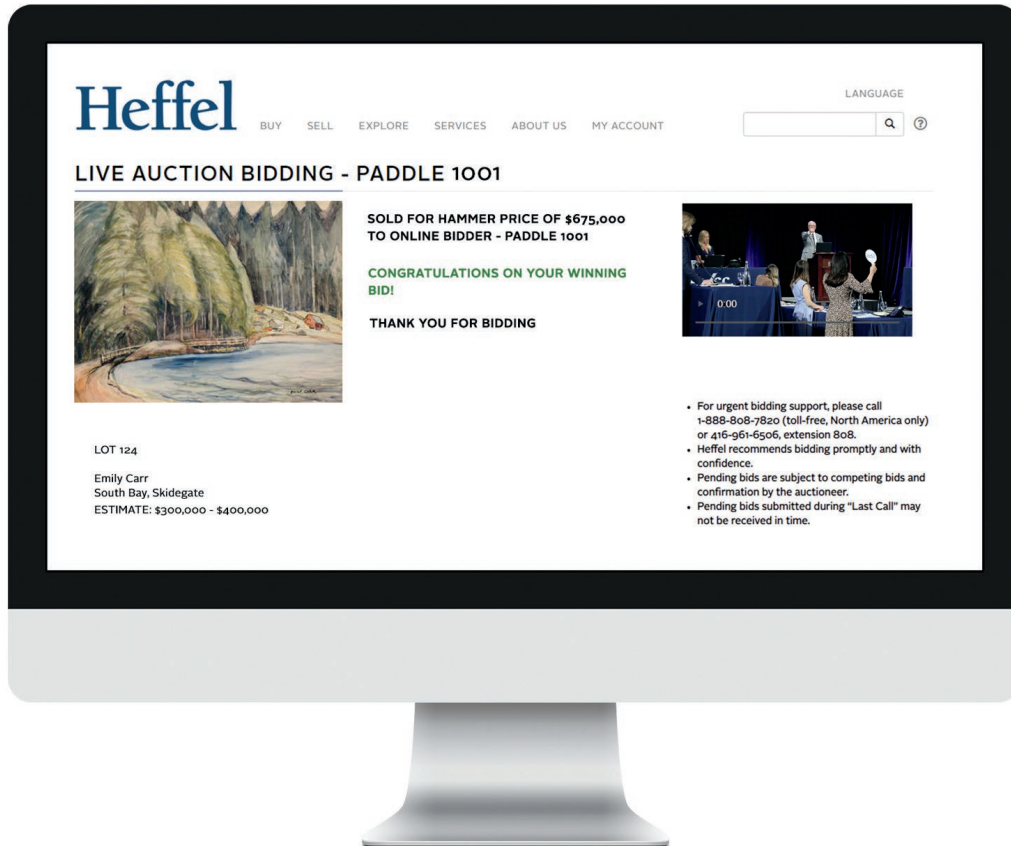 Heffel
BUY SELL EXPLORE SERVICES ABOUT US MY ACCOUNT
LANGUAGE
LIVE AUCTION BIDDING - PADDLE 1001
SOLD FOR HAMMER PRICE OF $675,000
TO ONLINE BIDDER - PADDLE 1001
CONGRATULATIONS ON YOUR WINNING
BID!
THANK YOU FOR BIDDING
0:00
LOT 124
Emily Carr
South Bay, Skidegate
ESTIMATE: $300,000 - $400,000
• For urgent bidding support, please call
1-888-808-7820 (toll-free, North America only)
or 416-961-6506, extension 808.
• Heffel recommends bidding promptly and with
confidence.
• Pending bids are subject to competing bids and
confirmation by the auctioneer.
• Pending bids submitted during "Last Call" may
not be received in time.